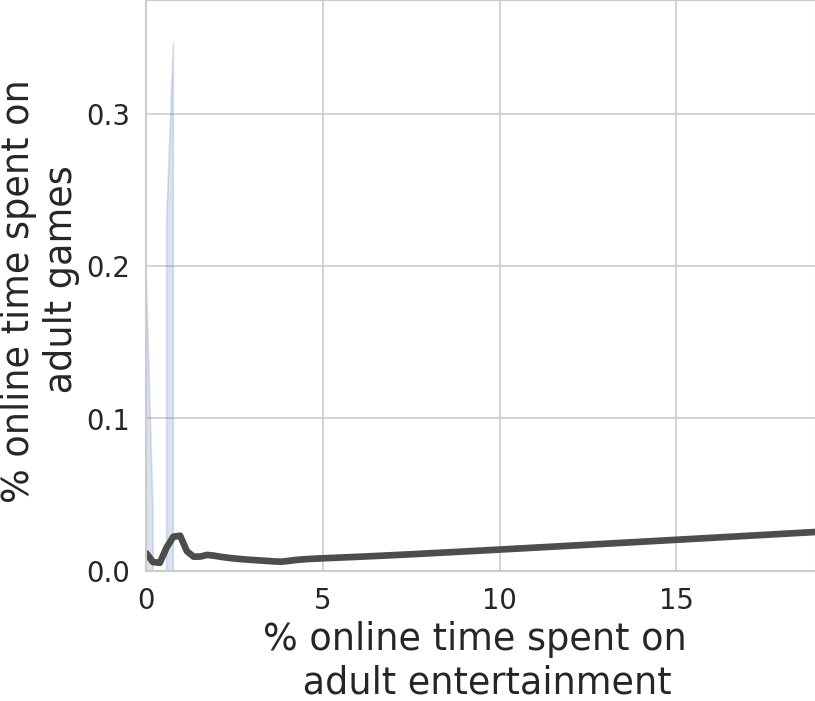 % online time spent on
adult games
0.3
0.2
0.1
0.0
0
5
10
15
% online time spent on
adult entertainment